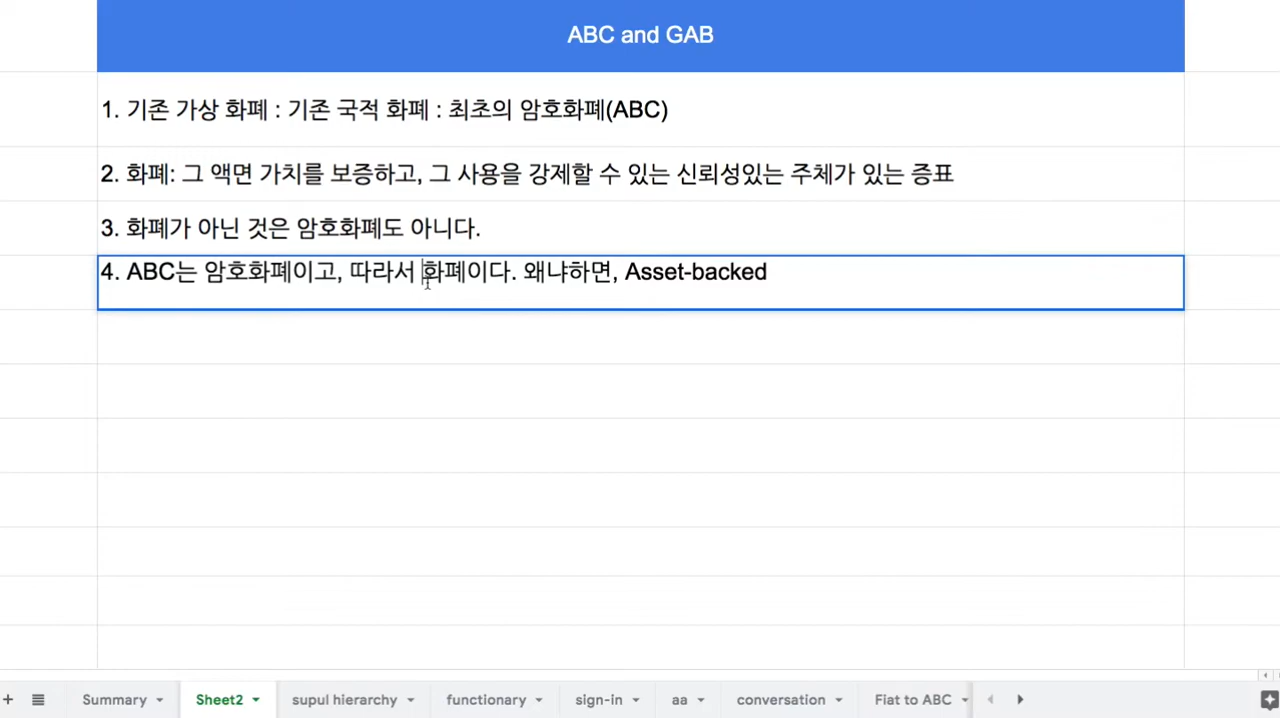 ABC and GAB
1. 기존 가상 화폐 : 기존 국적 화폐 : 최초의 암호화폐(ABC)
2. 화폐: 그 액면 가치를 보증하고, 그 사용을 강제할 수 있는 신뢰성있는 주체가 있는 증표
3. 화폐가 아닌 것은 암호화폐도 아니다.
4. ABC는 암호화폐이고, 따라서 화폐이다. 왜냐하면, Asset-backed
Summary Sheet2 supul hierarchy functionary sign-in aa conversation Fiat to ABC